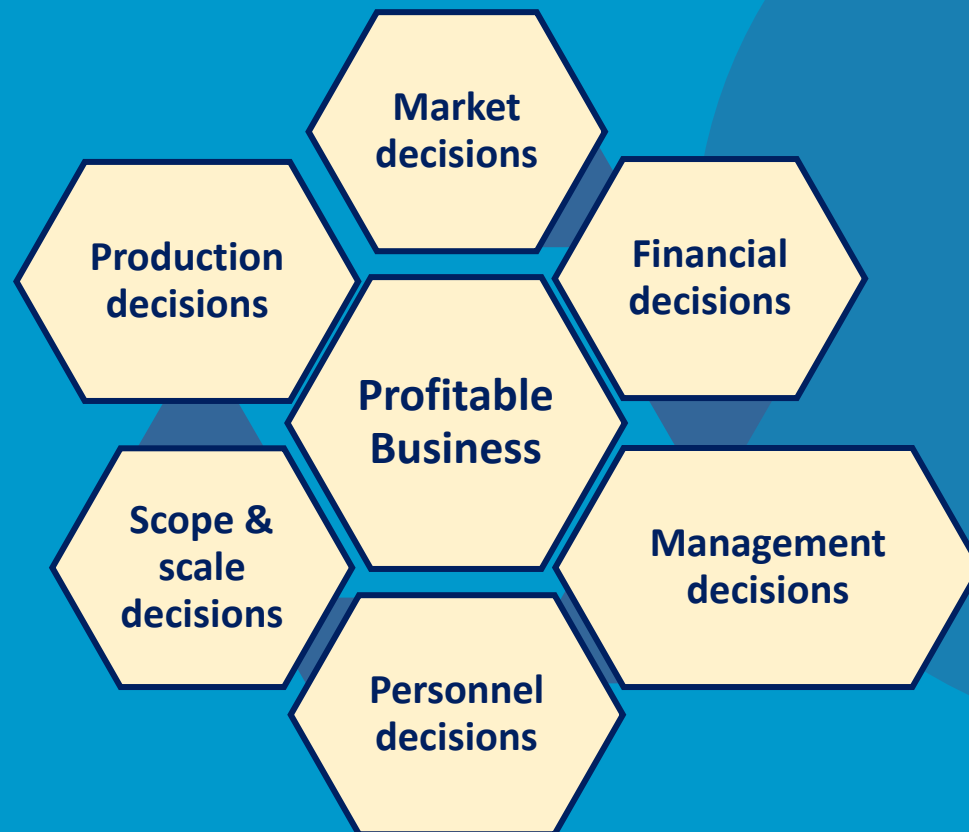 Market
decisions
Production
decisions
Financial
decisions
Profitable
Business
Scope &
scale
decisions
Management
decisions
Personnel
decisions